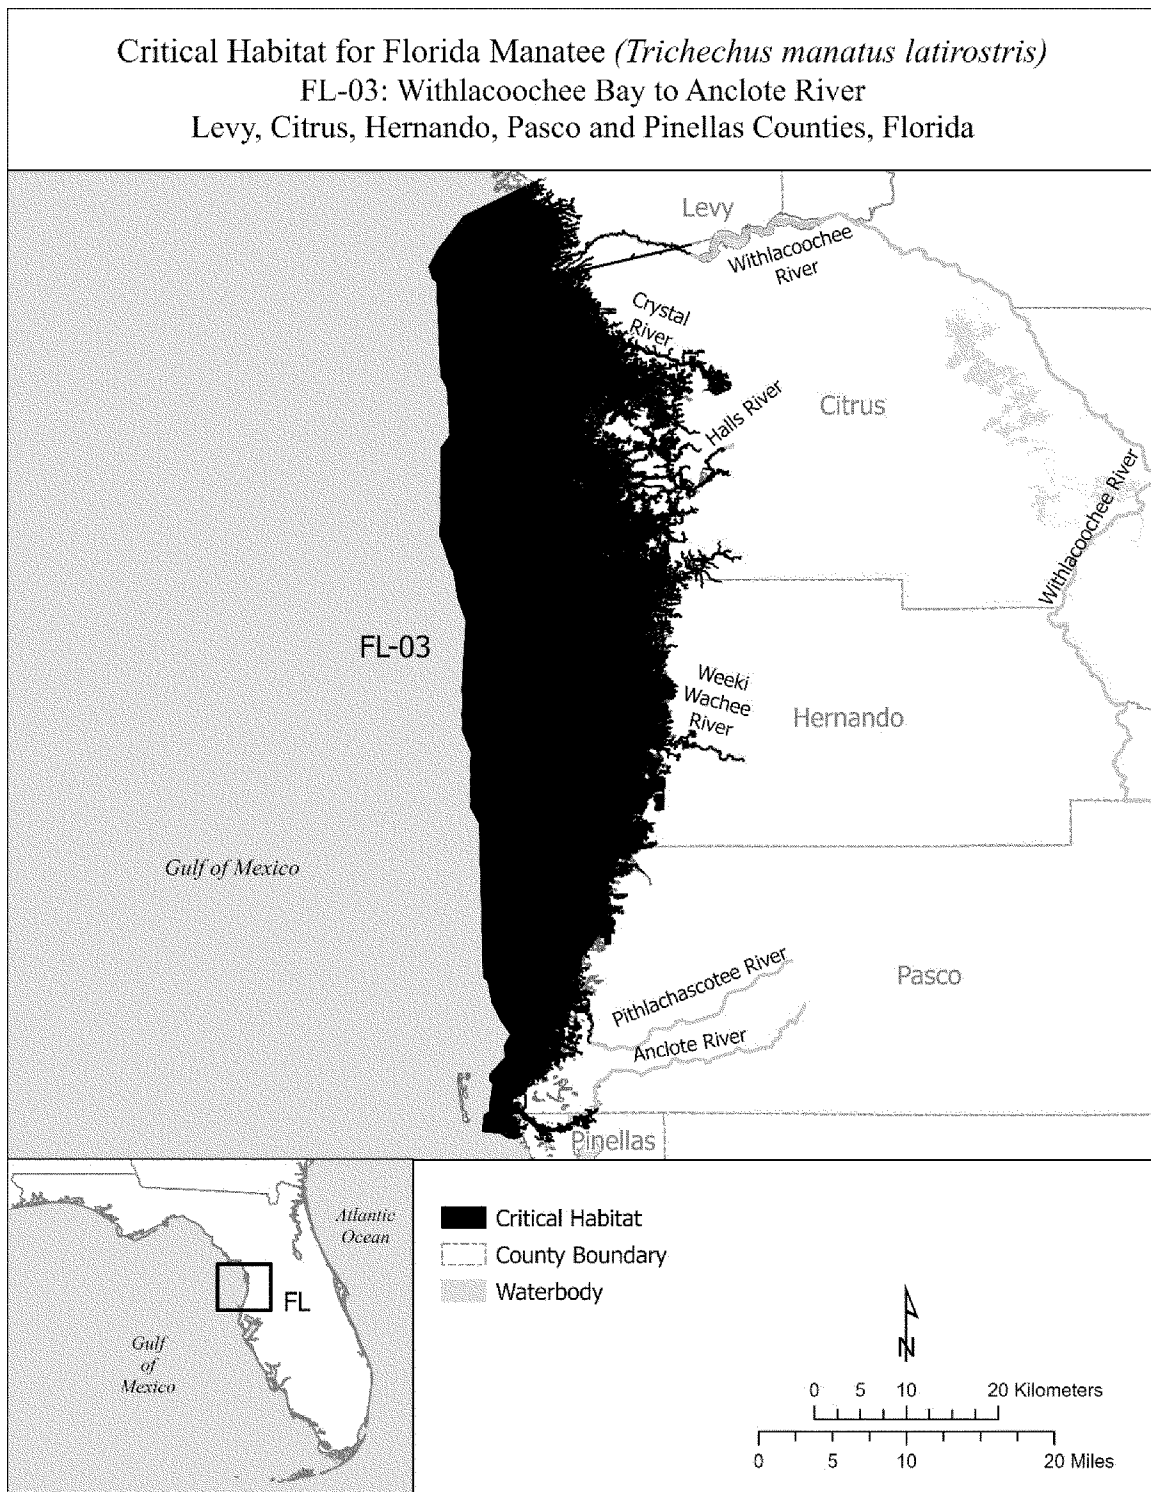 Critical Habitat for Florida Manatee (Trichechus manatus latirostris)
FL-03: Withlacoochee Bay to Anclote River
Levy, Citrus, Hernando, Pasco and Pinellas Counties, Florida
Levy
Withlacoochee
River
Crystal
River
Halls River
Citrus
Withlacoochee River
FL-03
Weeki
Wachee
River
Hernando
Gulf of Mexico
Pithlachascotee River
Pasco
Anclote River
Pinellas
Atlantic
Ocean
FL
Gulf
of
Mexico
Critical Habitat
County Boundary
Waterbody
N
0 5 10 20 Kilometers
0 5 10 20 Miles